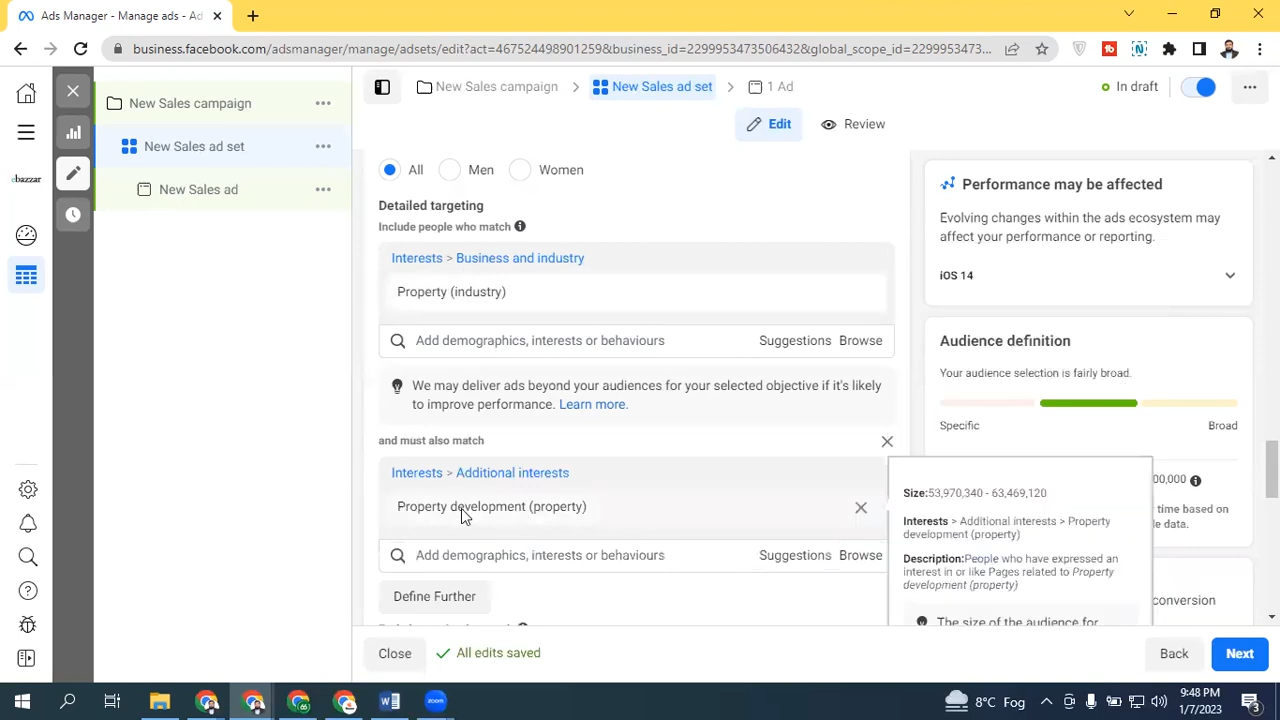 Ads Manager - Manage ads - Ad
business.facebook.com/adsmanager/manage/adsets/edit?act=467524498901259&business_id=2299953473506432&global_scope_id=2299953473...
ebazzar
New Sales campaign
New Sales ad set
New Sales ad
New Sales campaign > New Sales ad set > 1 Ad
In draft
Edit
Review
All
Men
Women
Detailed targeting
Include people who match
Interests > Business and industry
Property (industry)
Add demographics, interests or behaviours
Suggestions
Browse
We may deliver ads beyond your audiences for your selected objective if it's likely
to improve performance. Learn more.
and must also match
Interests > Additional interests
Property development (property)
Add demographics, interests or behaviours
Suggestions
Browse
Define Further
Performance may be affected
Evolving changes within the ads ecosystem may
affect your performance or reporting.
iOS 14
Audience definition
Your audience selection is fairly broad.
Specific
Broad
00,000
time based on
e data.
conversion
Size:53,970,340 - 63,469,120
Interests > Additional interests > Property
development (property)
Description:People who have expressed an
interest in or like Pages related to Property
development (property)
The size of the audience for
Close
All edits saved
Back
Next
8°C Fog
9:48 PM
1/7/2023
3